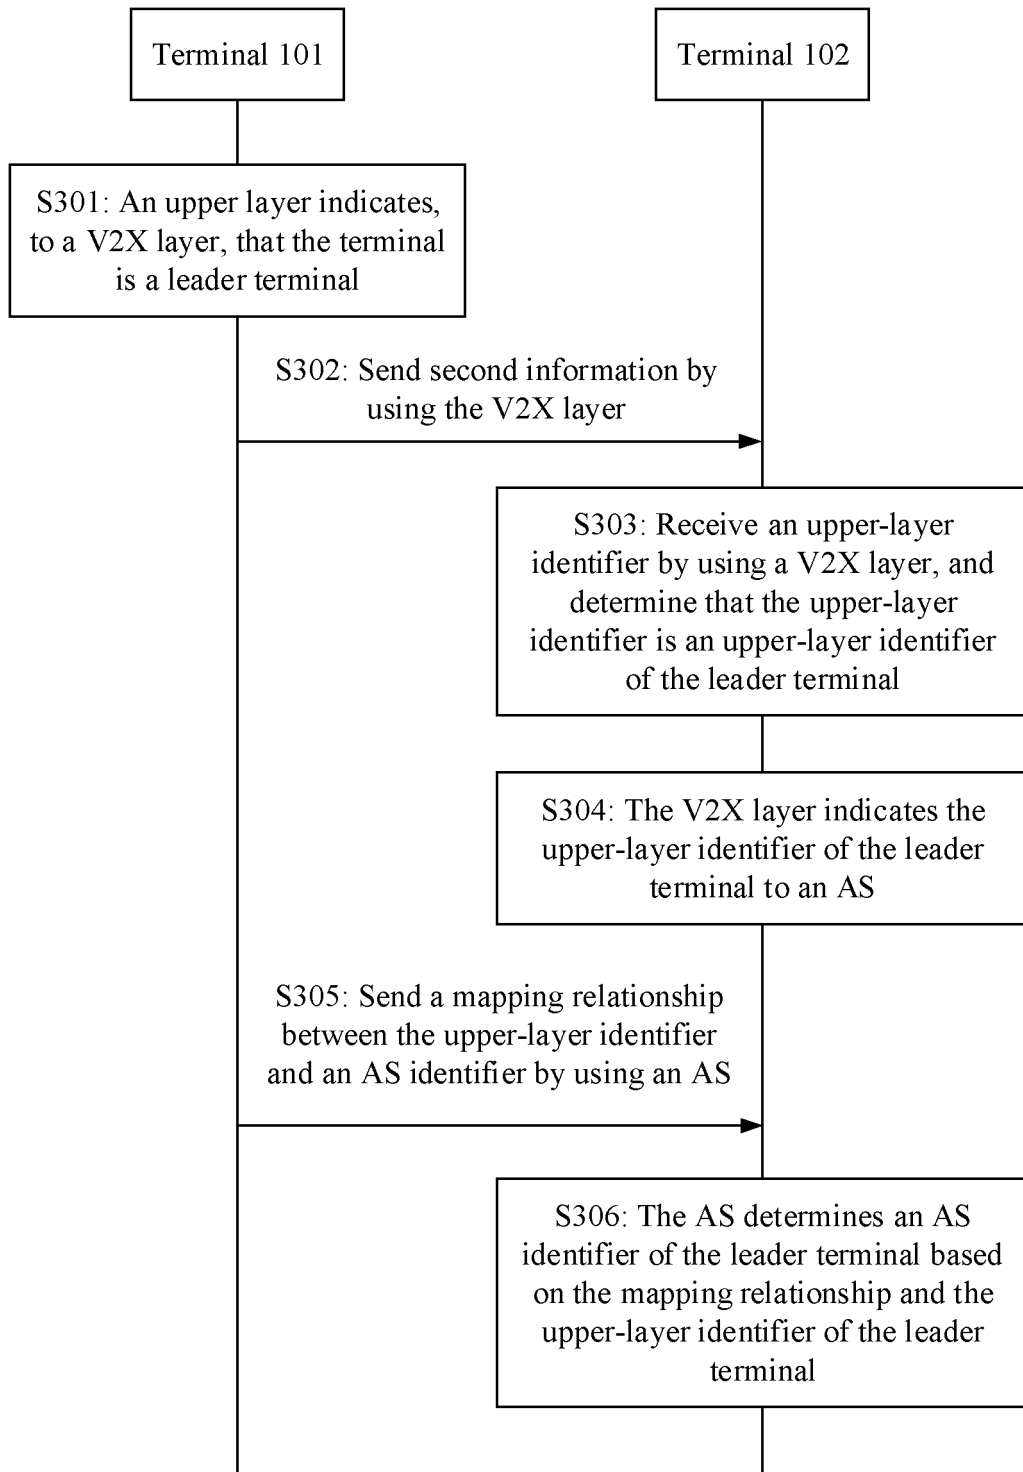 Terminal 101
Terminal 102
S301: An upper layer indicates,
to a V2X layer, that the terminal
is a leader terminal
S302: Send second information by
using the V2X layer
S303: Receive an upper-layer
identifier by using a V2X layer, and
determine that the upper-layer
identifier is an upper-layer identifier
of the leader terminal
S304: The V2X layer indicates the
upper-layer identifier of the leader
terminal to an AS
S305: Send a mapping relationship
between the upper-layer identifier
and an AS identifier by using an AS
S306: The AS determines an AS
identifier of the leader terminal based
on the mapping relationship and the
upper-layer identifier of the leader
terminal